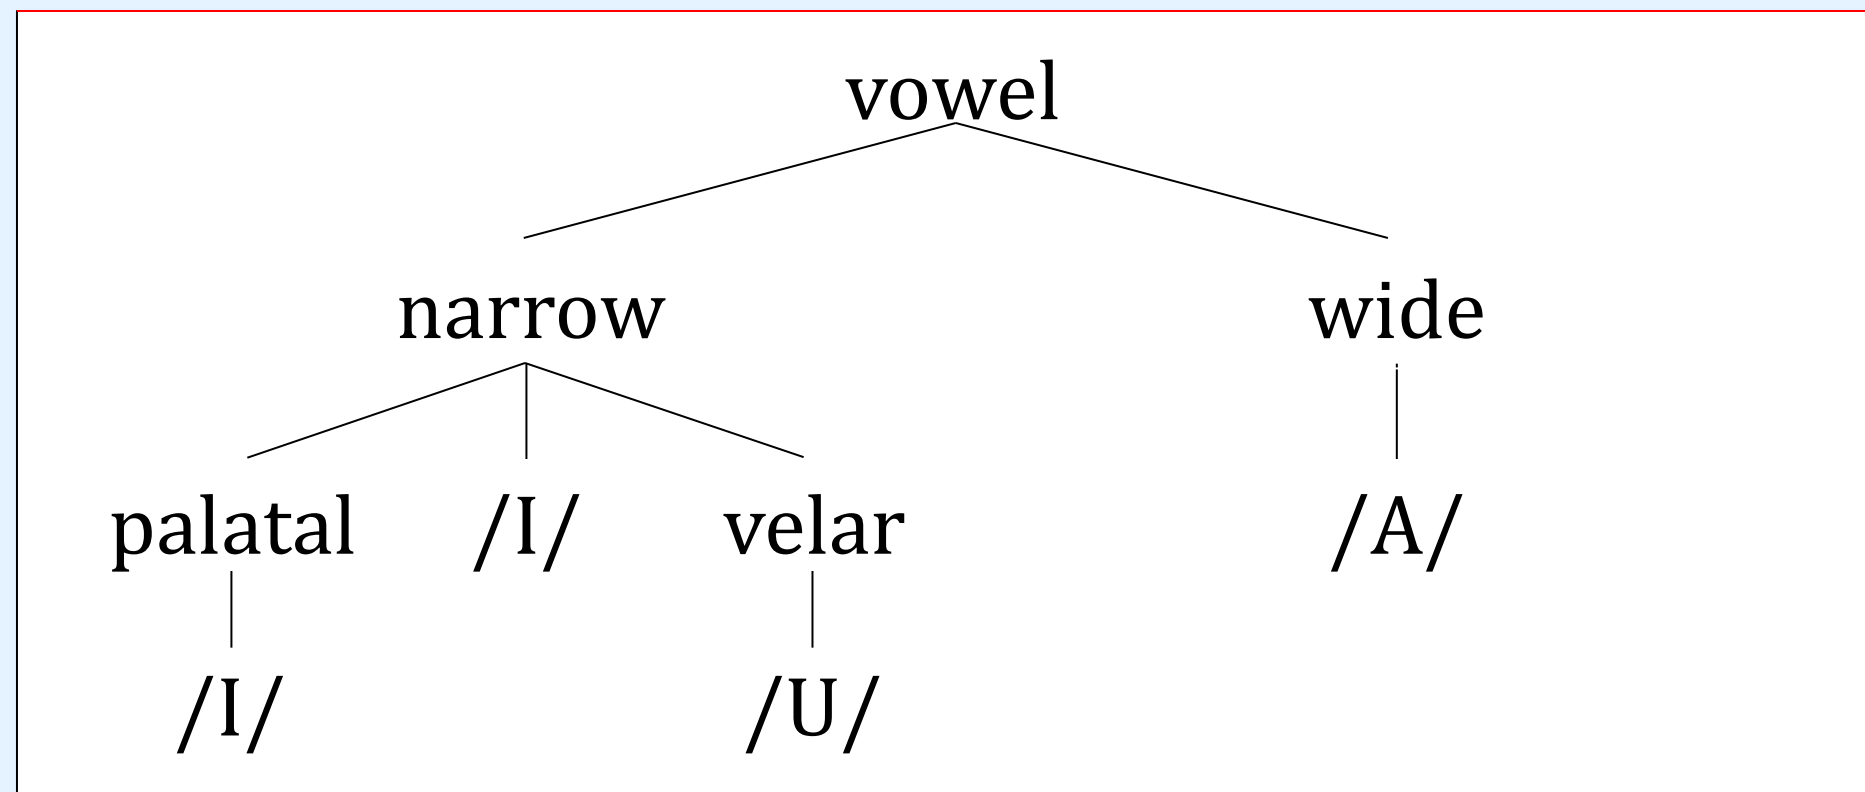 vowel
narrow wide
palatal /I/ velar /A/
/I/ /U/